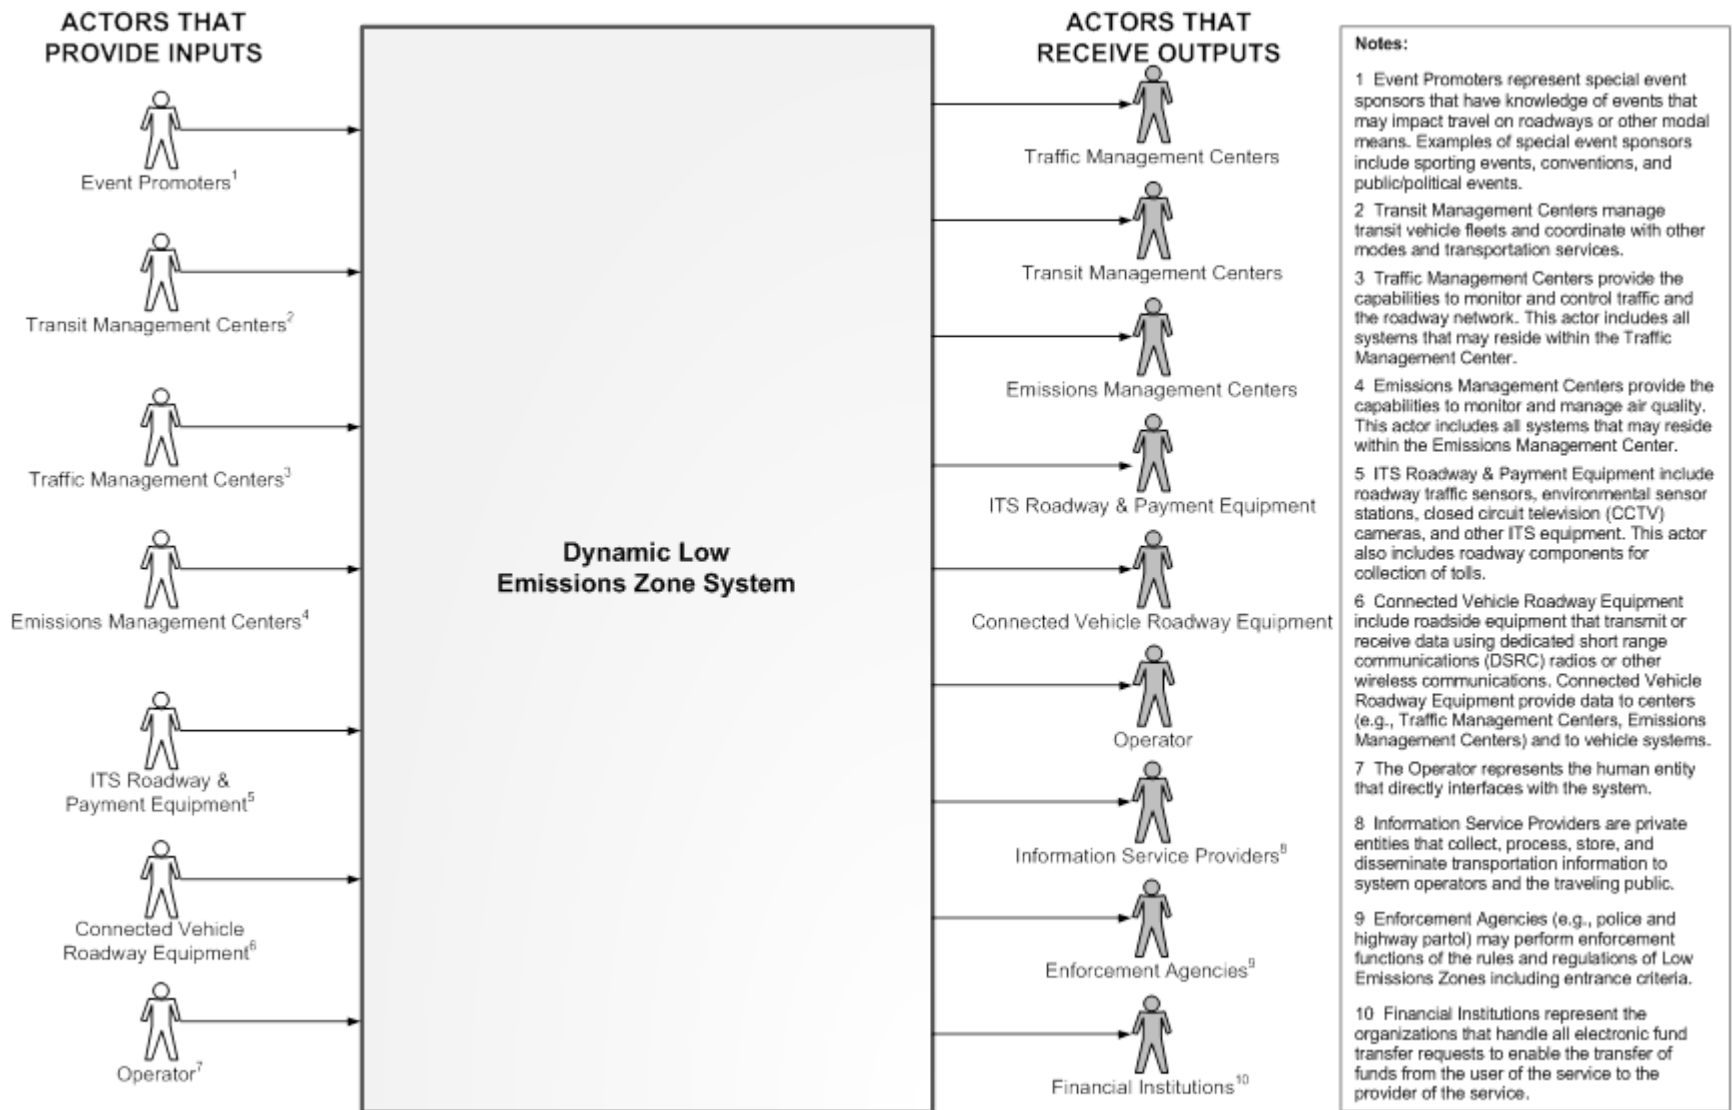 ACTORS THAT
PROVIDE INPUTS
Event Promoters1
Transit Management Centers2
Traffic Management Centers3
Emissions Management Centers4
ITS Roadway &
Payment Equipment5
Connected Vehicle
Roadway Equipment6
Operator7
Dynamic Low
Emissions Zone System
ACTORS THAT
RECEIVE OUTPUTS
Traffic Management Centers
Transit Management Centers
Emissions Management Centers
ITS Roadway & Payment Equipment
Connected Vehicle Roadway Equipment
Operator
Information Service Providers8
Enforcement Agencies9
Financial Institutions10
Notes:
1 Event Promoters represent special event
sponsors that have knowledge of events that
may impact travel on roadways or other modal
means. Examples of special event sponsors
include sporting events, conventions, and
public/political events.
2 Transit Management Centers manage
transit vehicle fleets and coordinate with other
modes and transportation services.
3 Traffic Management Centers provide the
capabilities to monitor and control traffic and
the roadway network. This actor includes all
systems that may reside within the Traffic
Management Center.
4 Emissions Management Centers provide the
capabilities to monitor and manage air quality.
This actor includes all systems that may reside
within the Emissions Management Center.
5 ITS Roadway & Payment Equipment include
roadway traffic sensors, environmental sensor
stations, closed circuit television (CCTV)
cameras, and other ITS equipment. This actor
also includes roadway components for
collection of tolls.
6 Connected Vehicle Roadway Equipment
include roadside equipment that transmit or
receive data using dedicated short range
communications (DSRC) radios or other
wireless communications. Connected Vehicle
Roadway Equipment provide data to centers
(e.g., Traffic Management Centers, Emissions
Management Centers) and to vehicle systems.
7 The Operator represents the human entity
that directly interfaces with the system.
8 Information Service Providers are private
entities that collect, process, store, and
disseminate transportation information to
system operators and the traveling public.
9 Enforcement Agencies (e.g., police and
highway partol) may perform enforcement
functions of the rules and regulations of Low
Emissions Zones including entrance criteria.
10 Financial Institutions represent the
organizations that handle all electronic fund
transfer requests to enable the transfer of
funds from the user of the service to the
provider of the service.